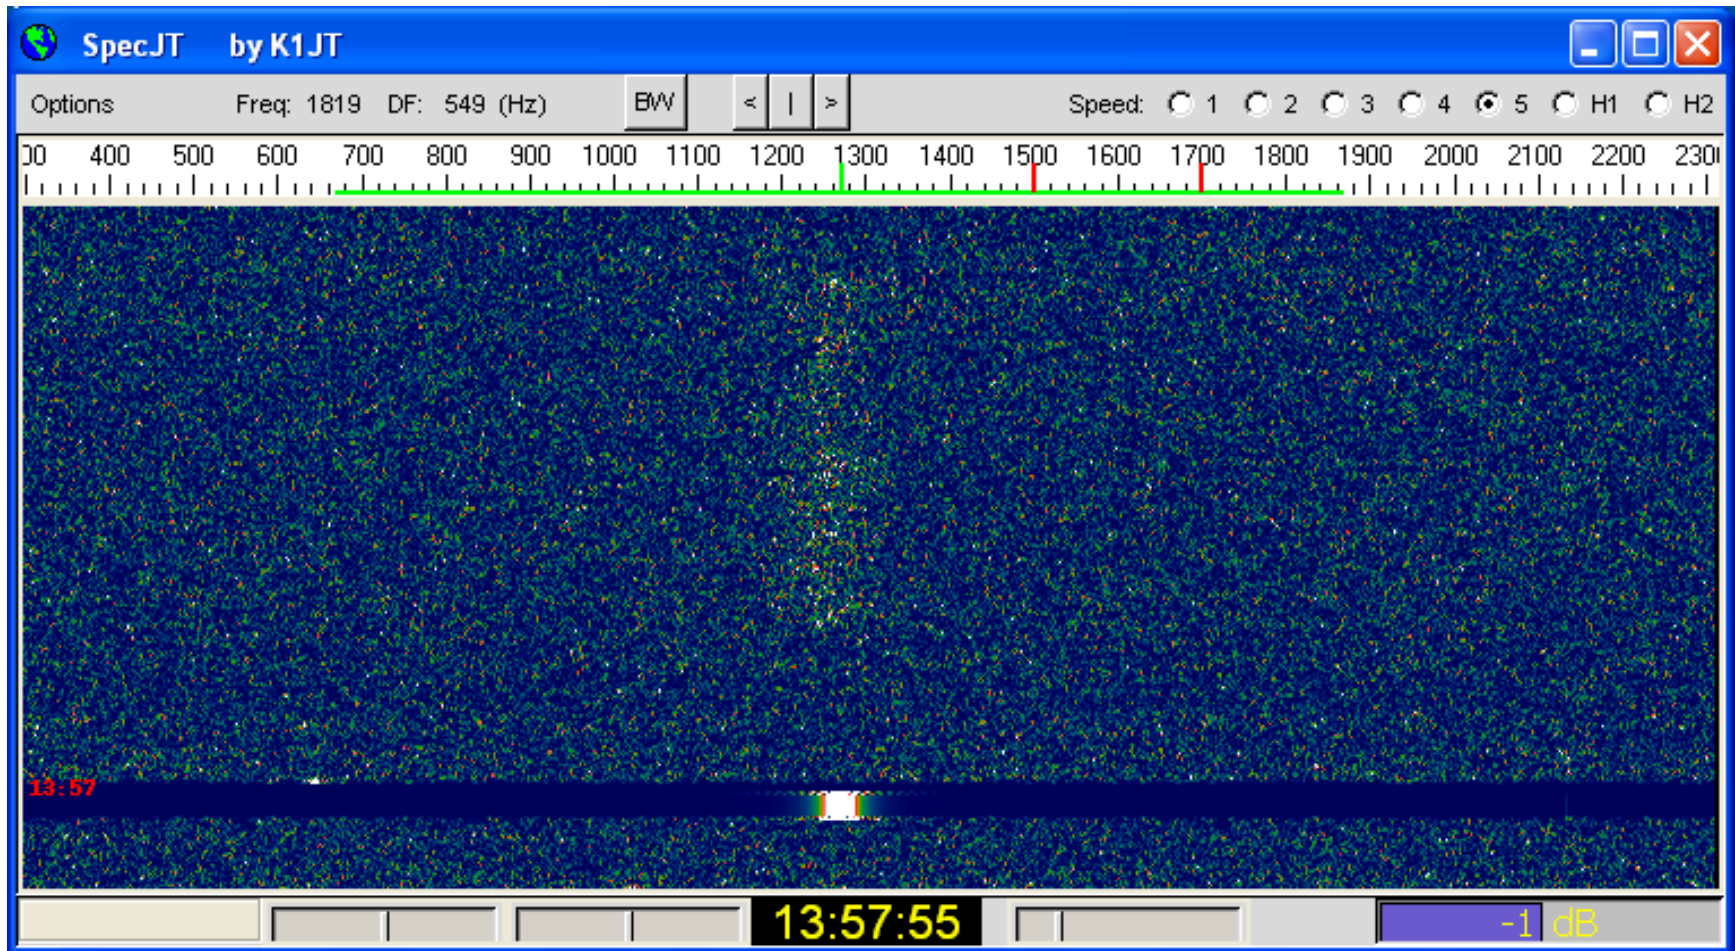 SpecJT by K1JT
Options Freq: 1819 DF: 549 (Hz) BW < | > Speed: 1 2 3 4 5 H1 H2
00 400 500 600 700 800 900 1000 1100 1200 1300 1400 1500 1600 1700 1800 1900 2000 2100 2200 2300
13:57
13:57:55 -1 dB